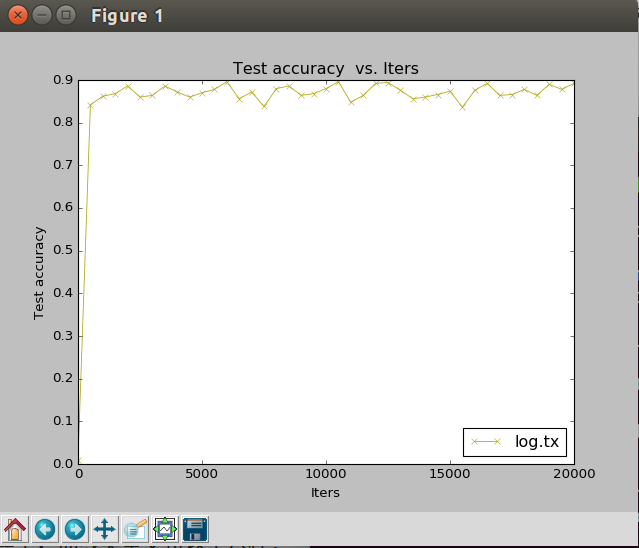 Figure 1
Test accuracy  vs. Iters
0.9
0.8
0.7
0.6
0.5
0.4
0.3
0.2
0.1
0.0
Test accuracy
0 5000 10000 15000 20000
Iters
log.tx